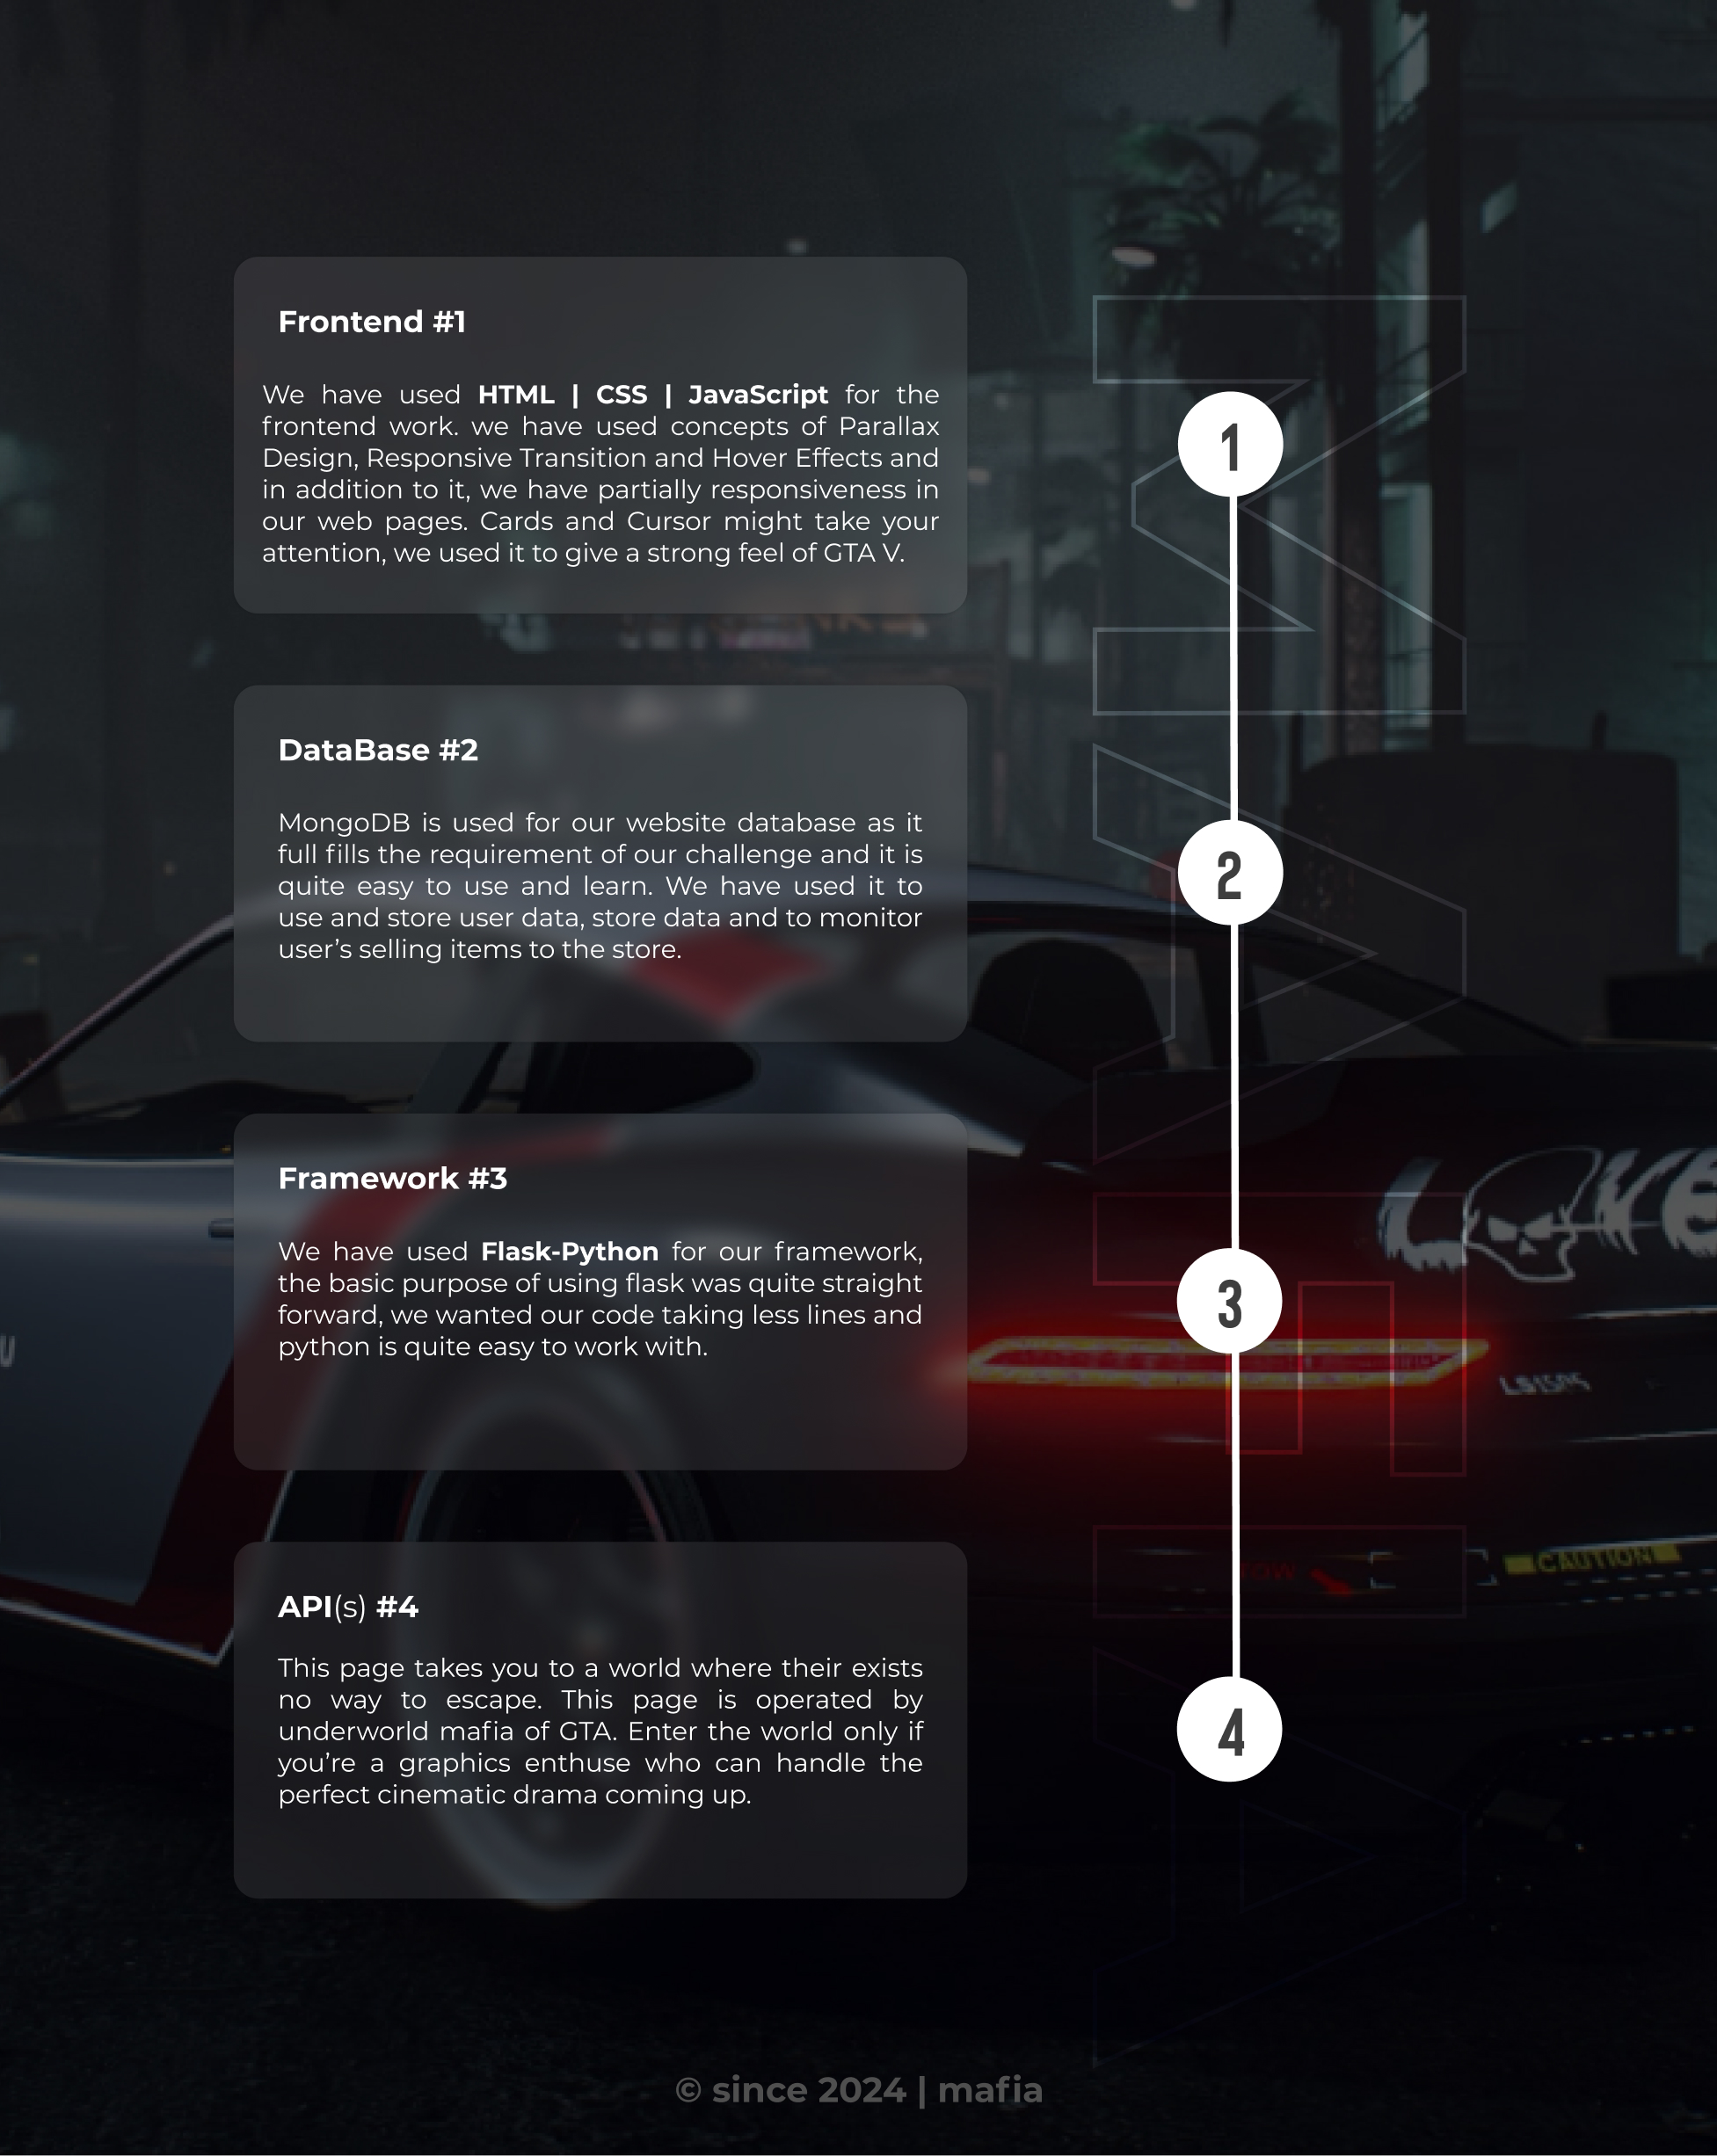 Frontend #1
We have used HTML | CSS | JavaScript for the
frontend work. we have used concepts of Parallax
Design, Responsive Transition and Hover Effects and
in addition to it, we have partially responsiveness in
our web pages. Cards and Cursor might take your
attention, we used it to give a strong feel of GTA V.
1
DataBase #2
MongoDB is used for our website database as it
full fills the requirement of our challenge and it is
quite easy to use and learn. We have used it to
use and store user data, store data and to monitor
user’s selling items to the store.
2
Framework #3
We have used Flask-Python for our framework,
the basic purpose of using flask was quite straight
forward, we wanted our code taking less lines and
python is quite easy to work with.
3
API(s) #4
This page takes you to a world where their exists
no way to escape. This page is operated by
underworld mafia of GTA. Enter the world only if
you’re a graphics enthuse who can handle the
perfect cinematic drama coming up.
4
MAFIA
CAUTION
© since 2024 | mafia